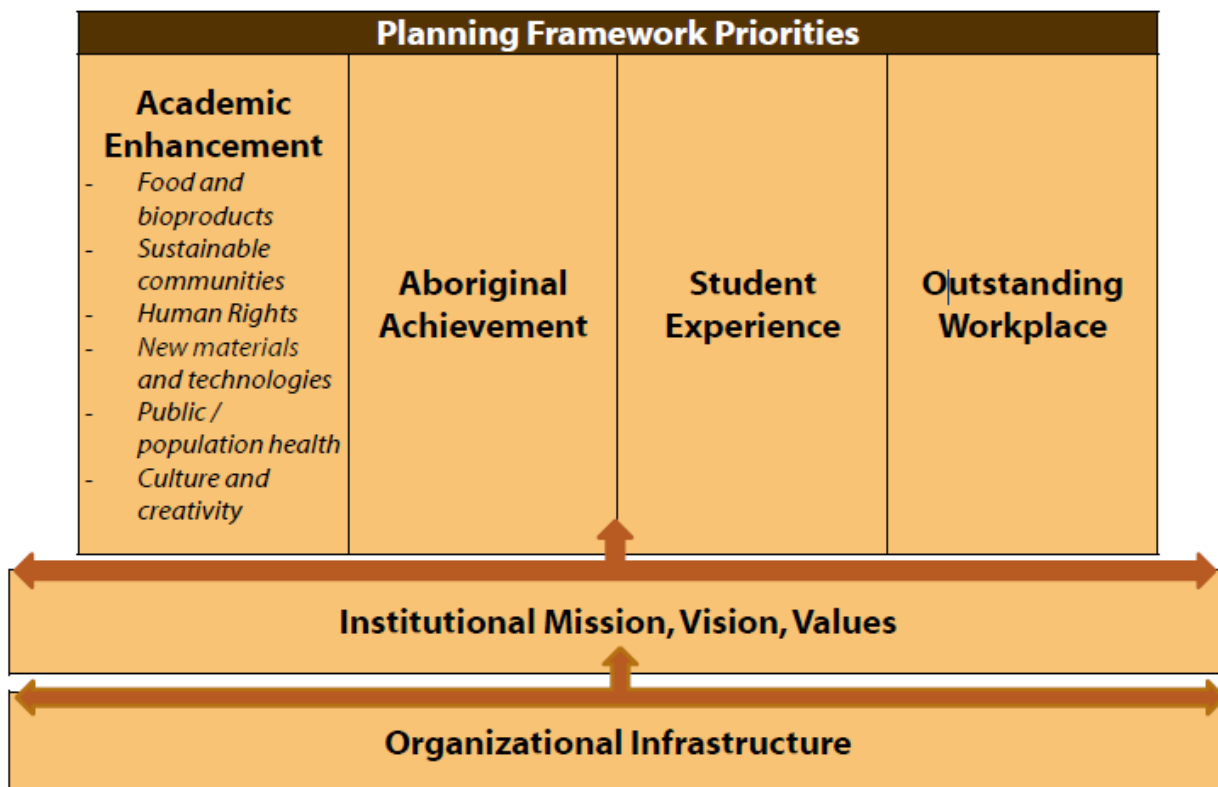 Planning Framework Priorities
Academic
Enhancement
- Food and
bioproducts
- Sustainable
communities
- Human Rights
- New materials
and technologies
- Public /
population health
- Culture and
creativity
Aboriginal
Achievement
Student
Experience
Outstanding
Workplace
Institutional Mission, Vision, Values
Organizational Infrastructure